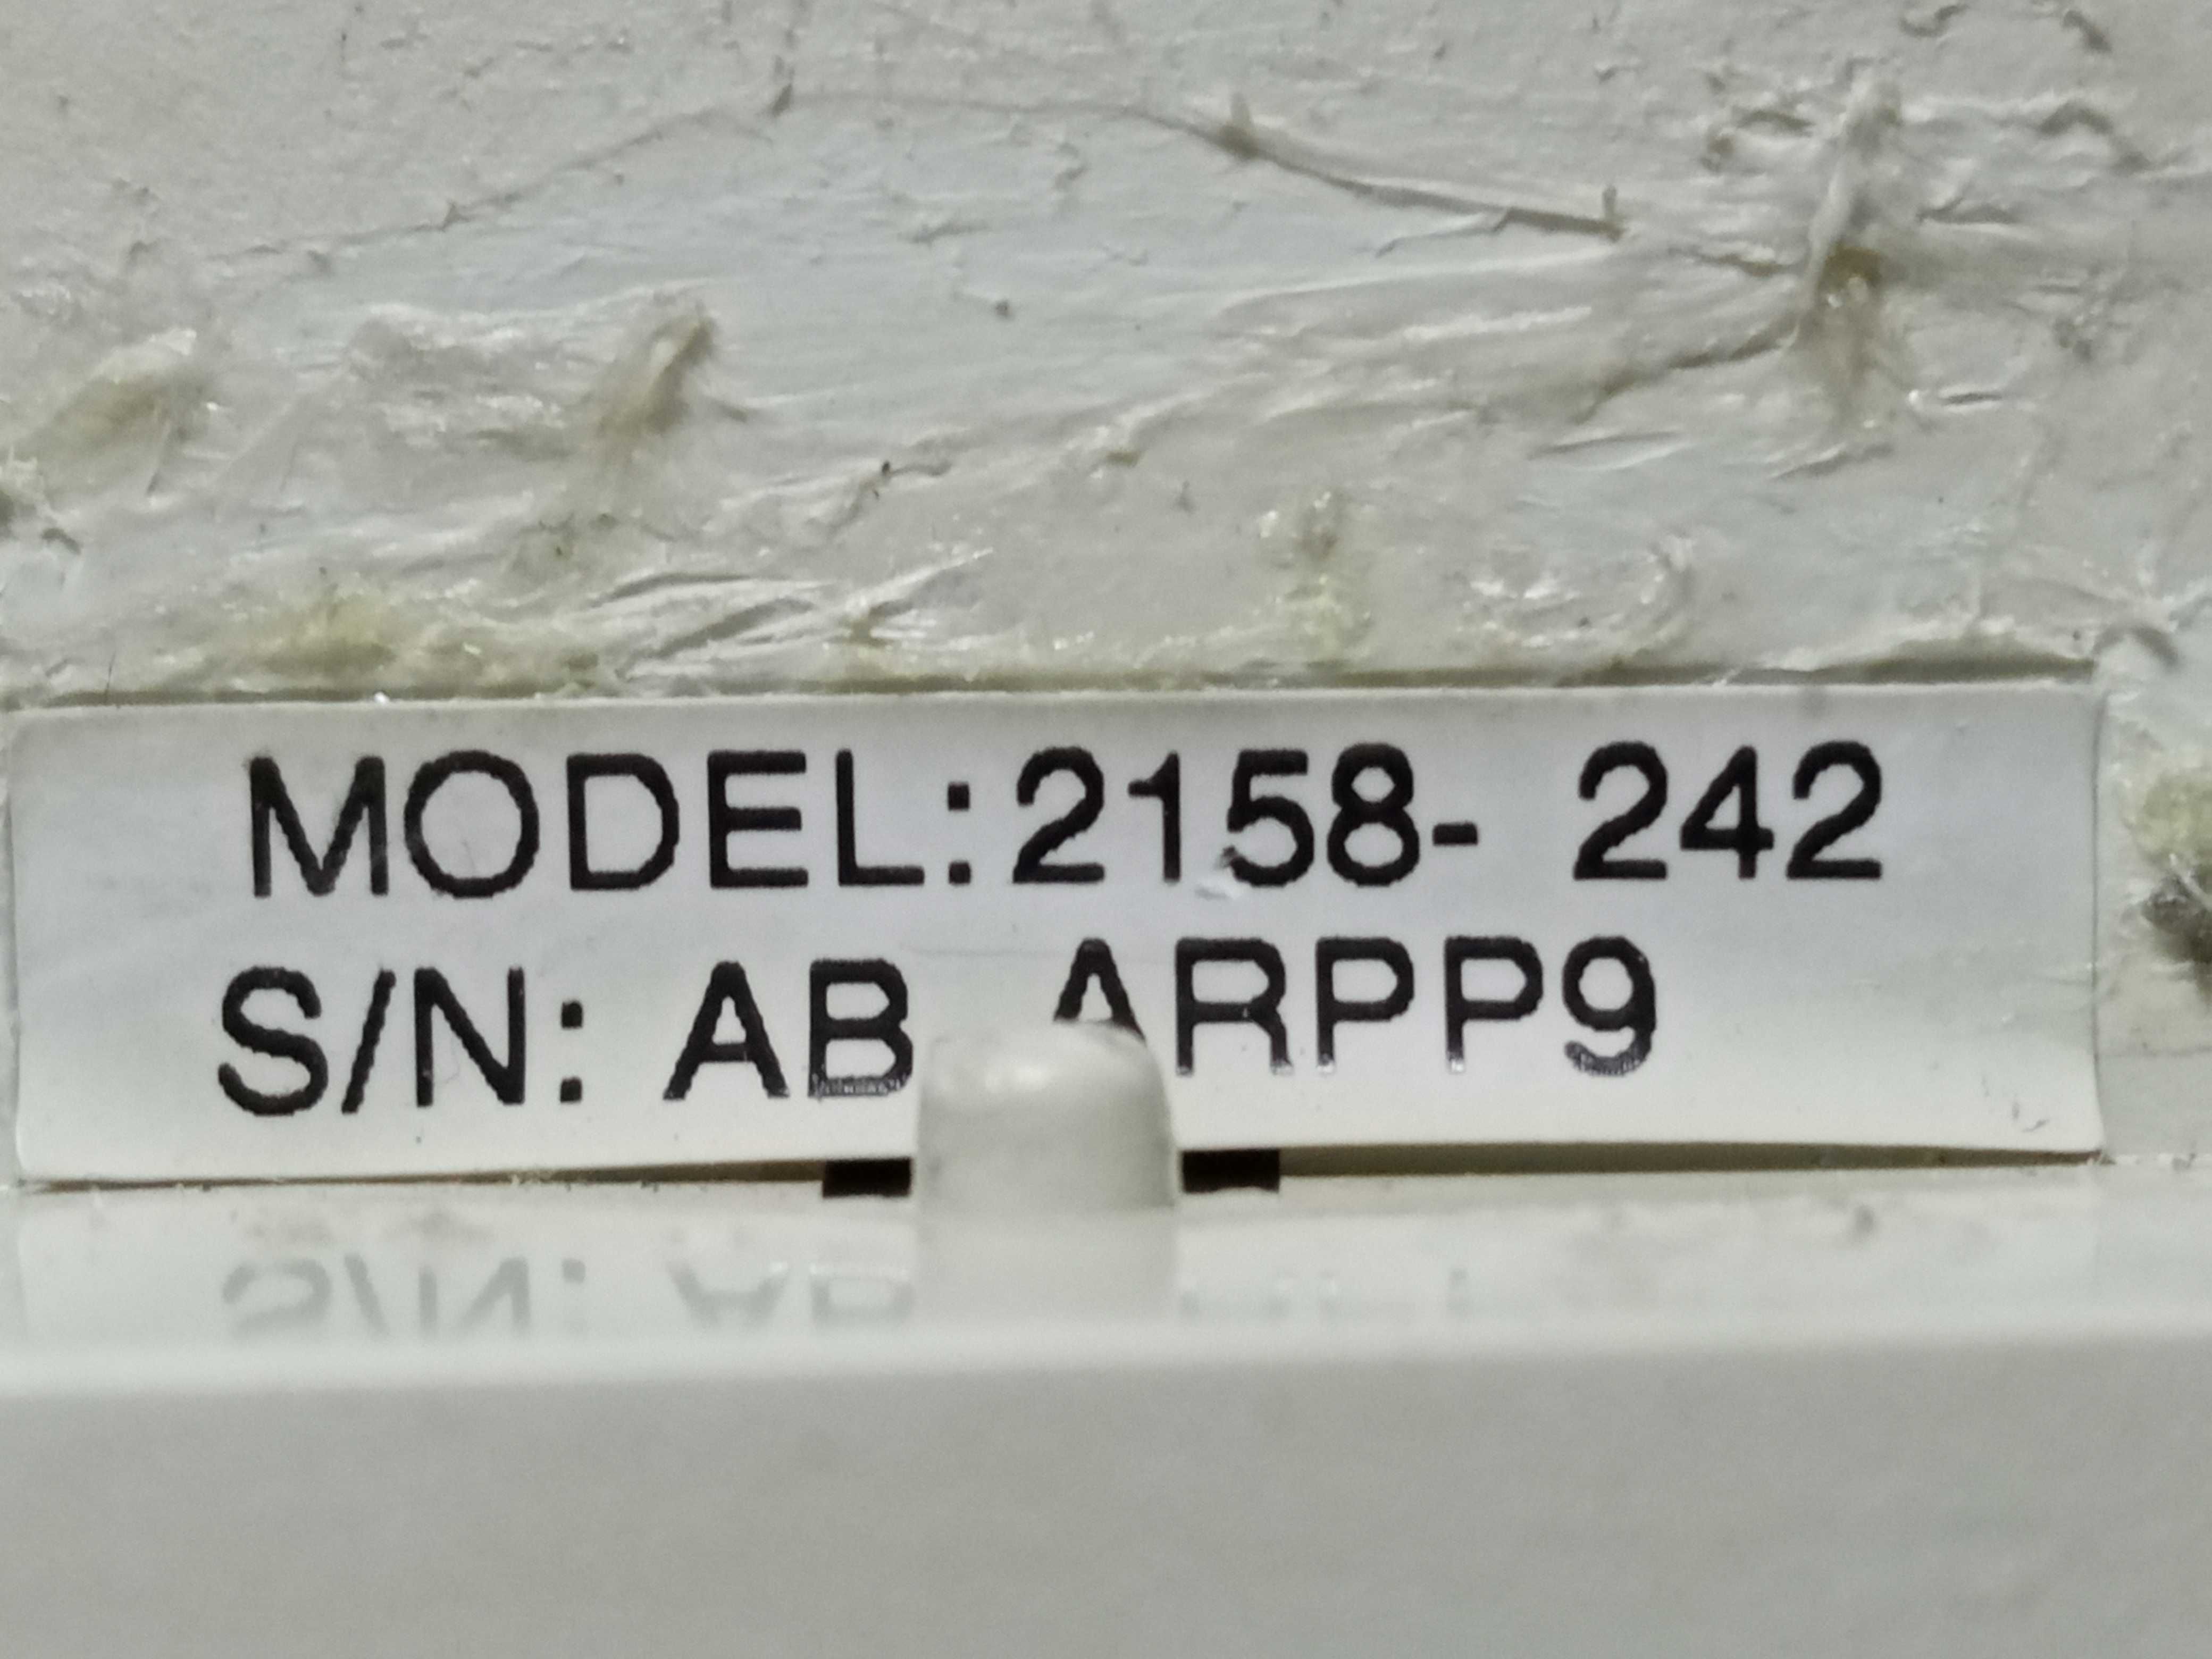 MODEL:2158- 242
S/N: AB ARPP9